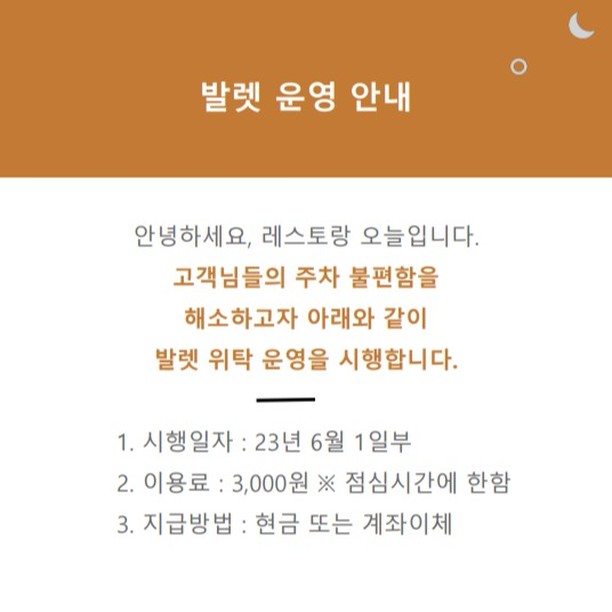 발렛 운영 안내
안녕하세요, 레스토랑 오늘입니다.
고객님들의 주차 불편함을
해소하고자 아래와 같이
발렛 위탁 운영을 시행합니다.
1. 시행일자 : 23년 6월 1일부
2. 이용료 : 3,000원 ※ 점심시간에 한함
3. 지급방법 : 현금 또는 계좌이체